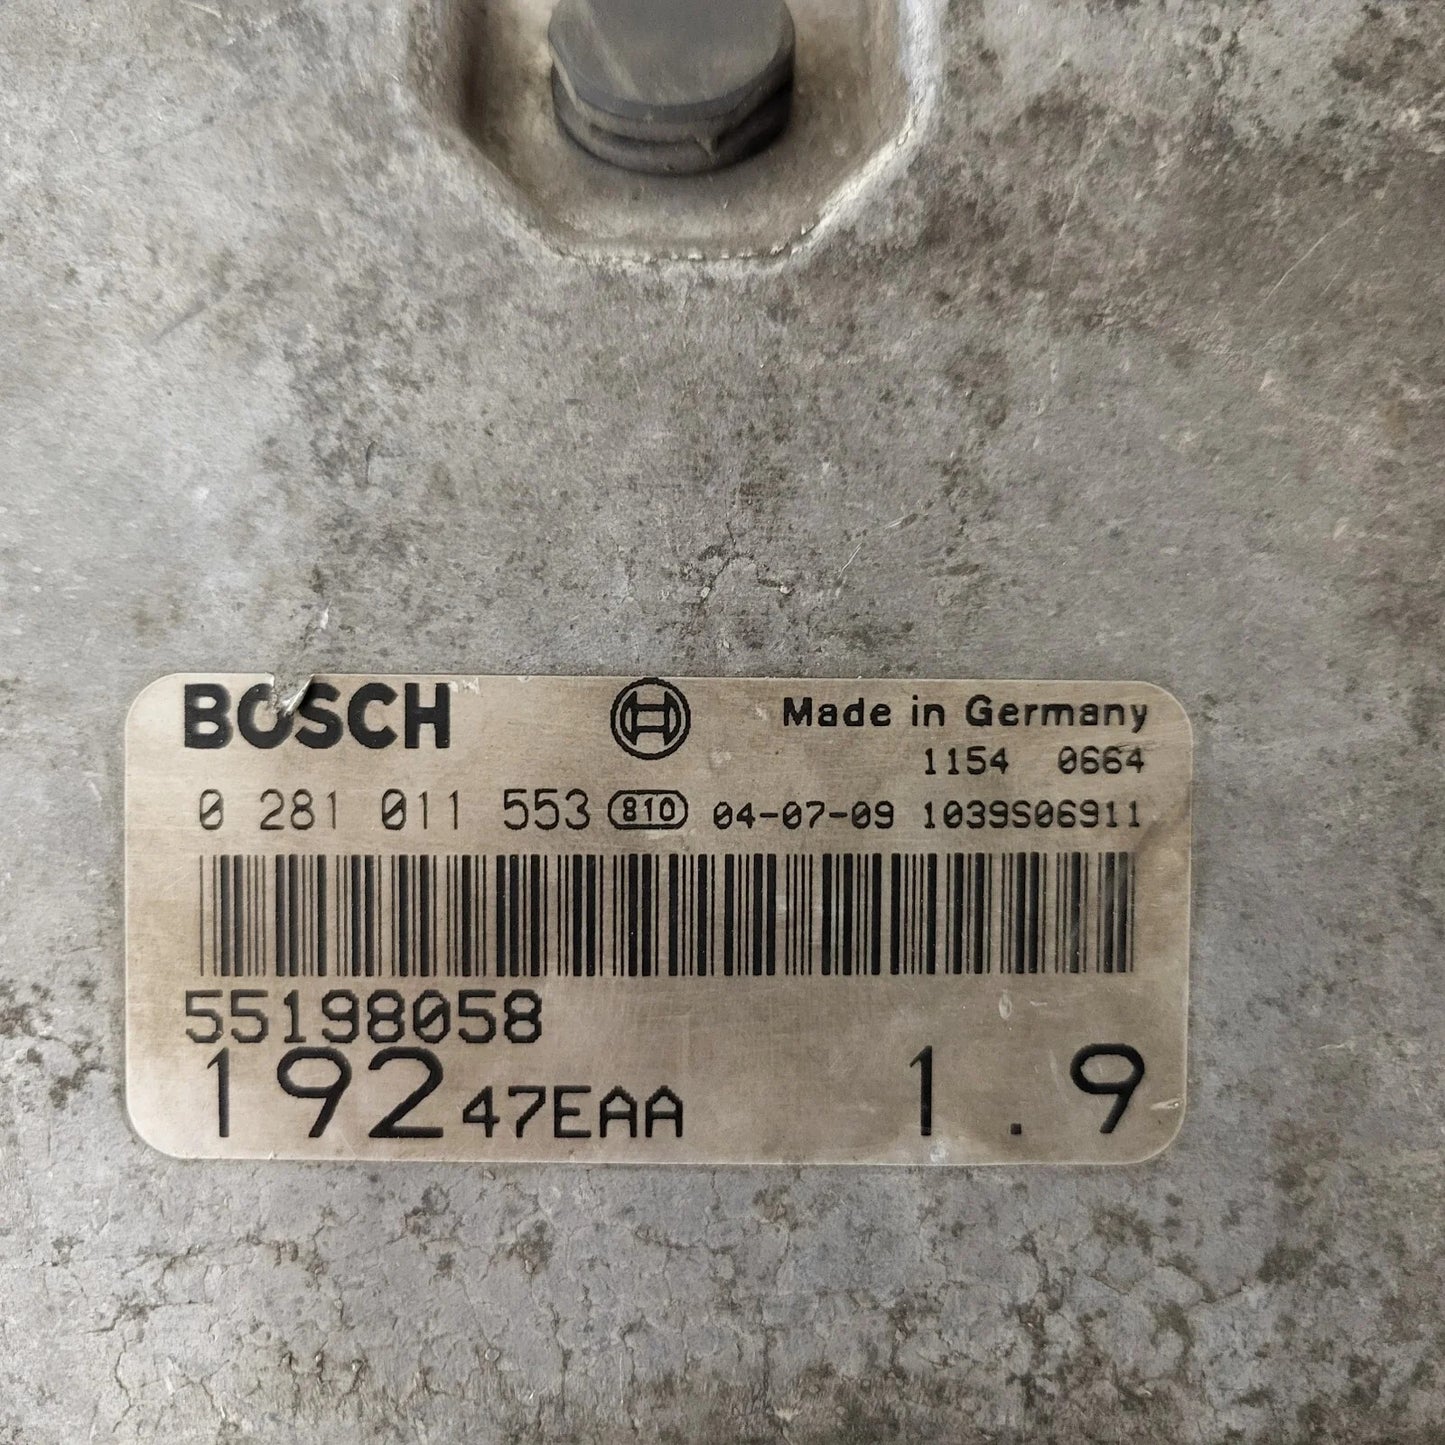 BOSCH Made in Germany
1154 0664
0 281 011 553 810 04-07-09 1039S06911
55198058
192 47EAA 1.9